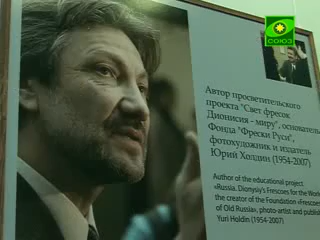 СОЮЗ
Автор просветительского
проекта "Свет фресок
Дионисия - миру", основатель
Фонда "Фрески Руси",
фотохудожник и издатель
Юрий Холдин (1954-2007)
Author of the educational project
«Russia. Dionysiy's Frescoes for the World
the creator of the Foundation «Frescoes
of Old Russia», photo-artist and publish
Yuri Holdin (1954-2007)